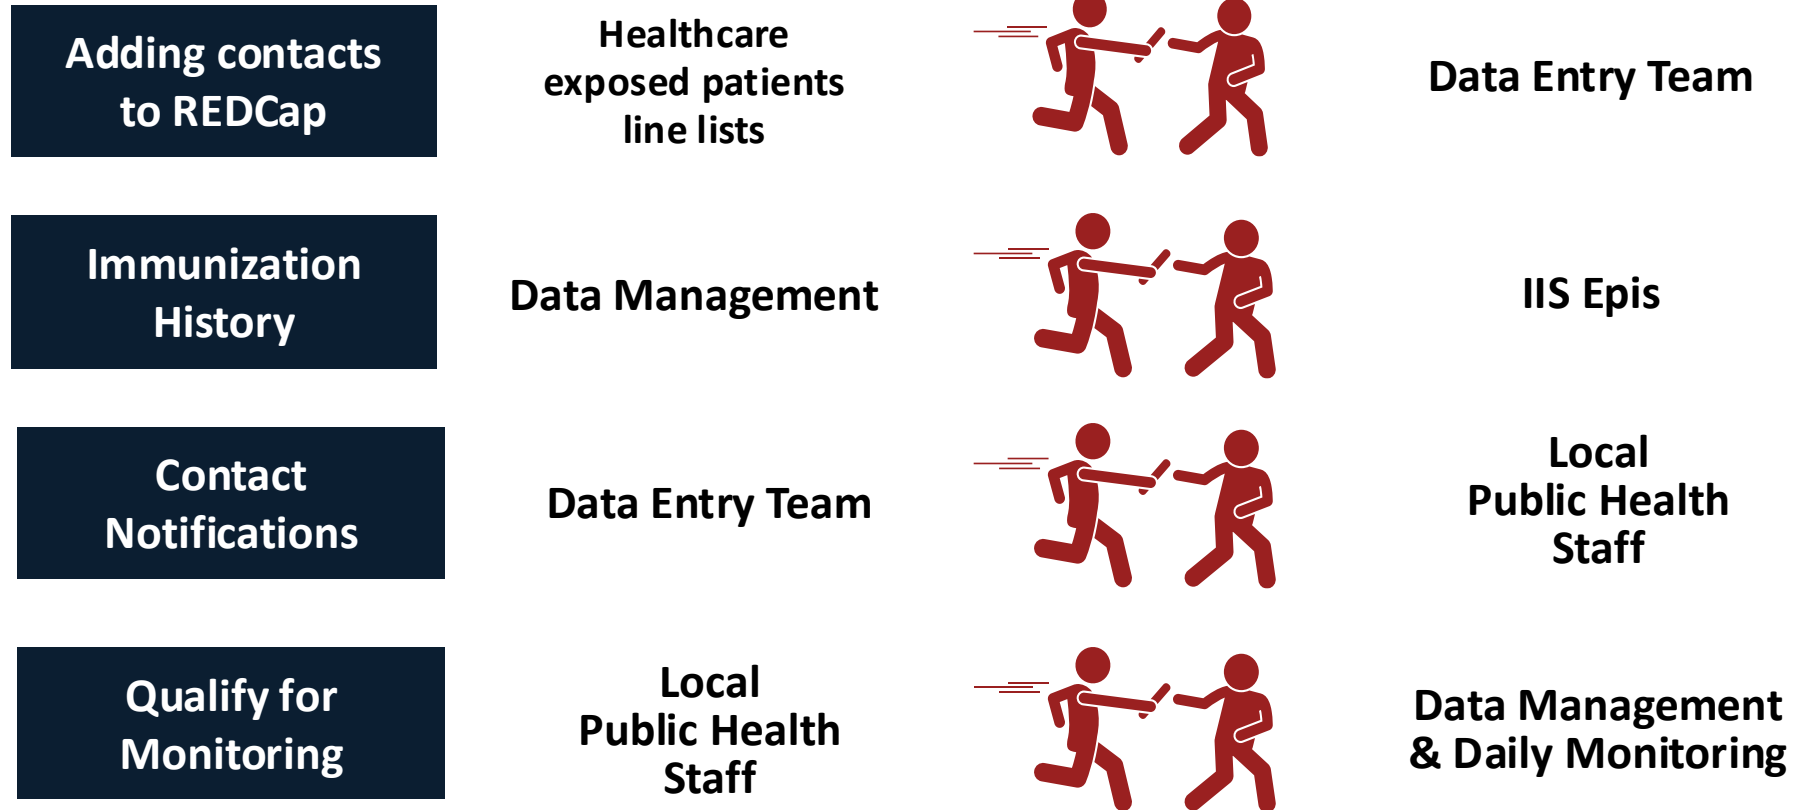 Adding contacts
to REDCap
Healthcare
exposed patients
line lists
Data Entry Team
Immunization
History
Data Management
IIS Epis
Contact
Notifications
Data Entry Team
Local
Public Health
Staff
Qualify for
Monitoring
Local
Public Health
Staff
Data Management
& Daily Monitoring